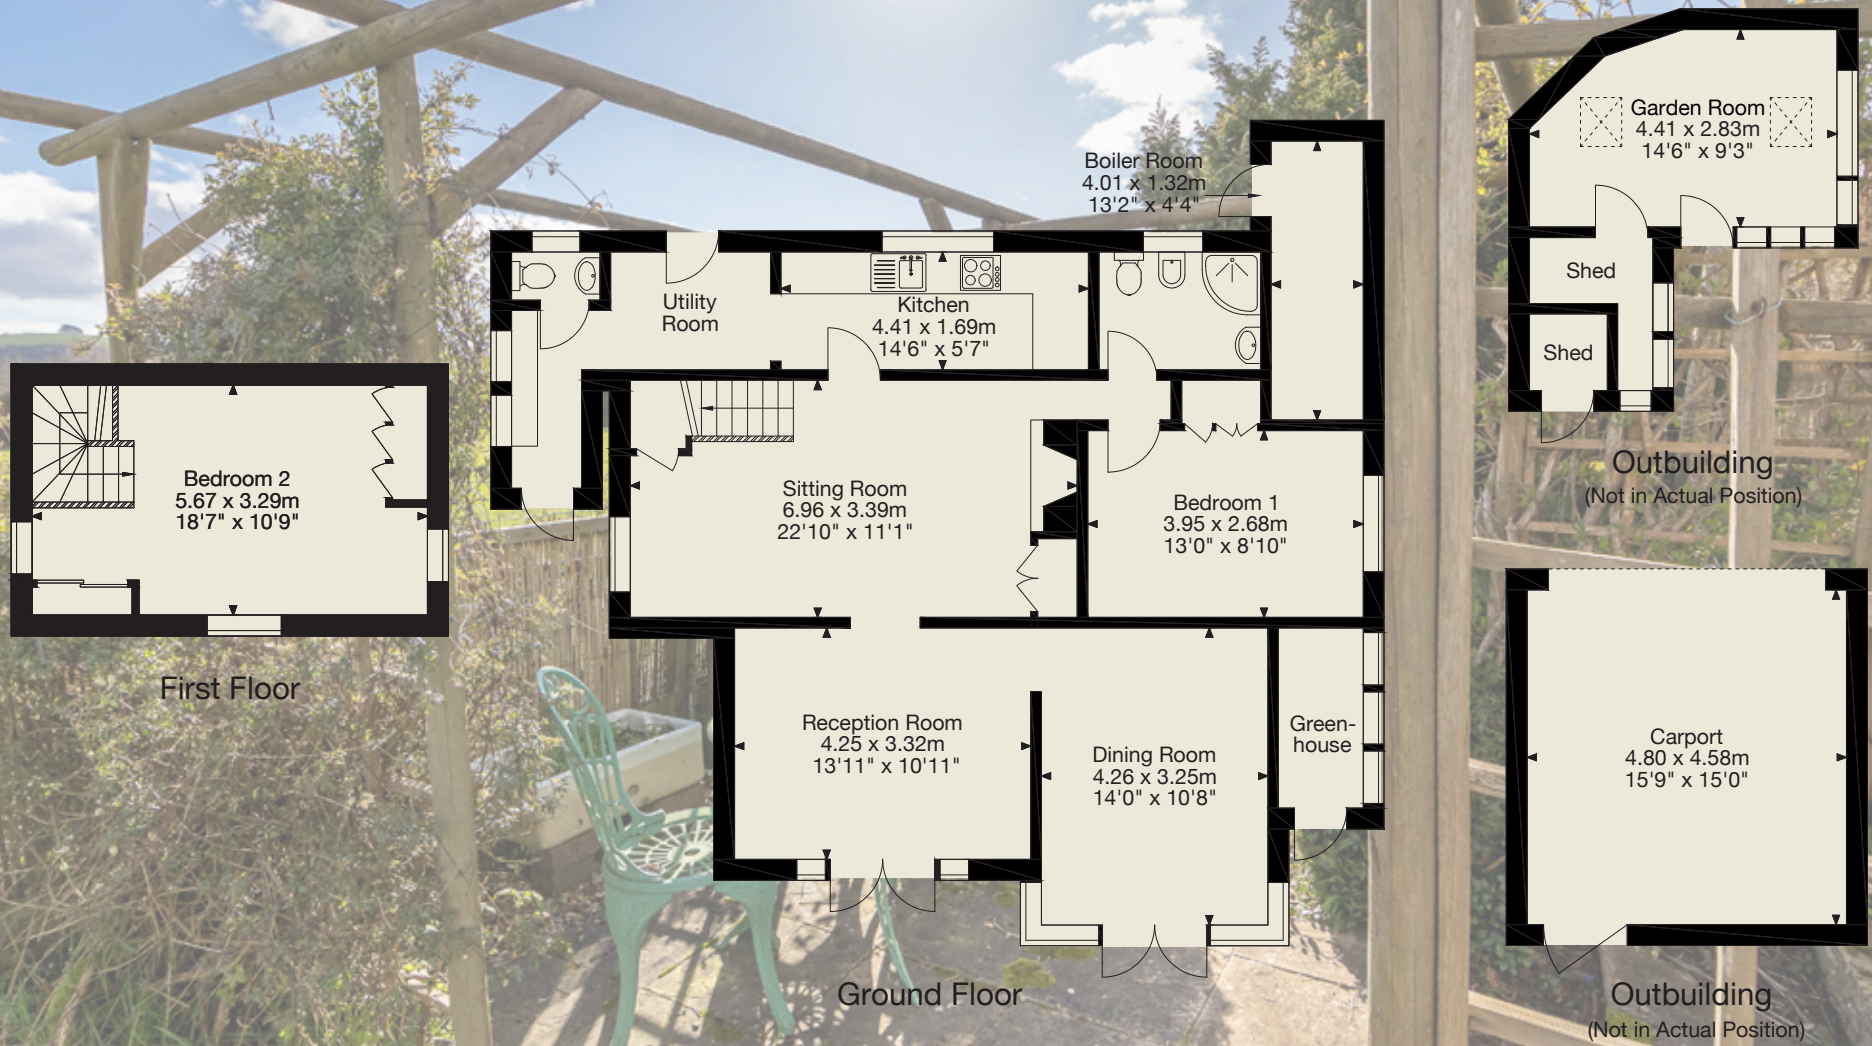 Bedroom 2
5.67 x 3.29m
18'7" x 10'9"
First Floor
Boiler Room
4.01 x 1.32m
13'2" x 4'4"
Utility
Room
Kitchen
4.41 x 1.69m
14'6" x 5'7"
Sitting Room
6.96 x 3.39m
22'10" x 11'1"
Bedroom 1
3.95 x 2.68m
13'0" x 8'10"
Reception Room
4.25 x 3.32m
13'11" x 10'11"
Dining Room
4.26 x 3.25m
14'0" x 10'8"
Green-
house
Ground Floor
Garden Room
4.41 x 2.83m
14'6" x 9'3"
Shed
Shed
Outbuilding
(Not in Actual Position)
Carport
4.80 x 4.58m
15'9" x 15'0"
Outbuilding
(Not in Actual Position)